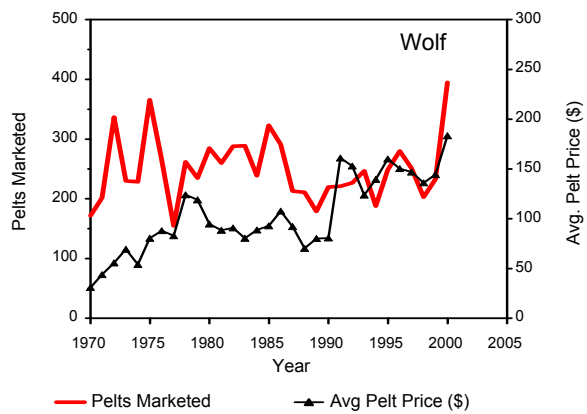 Wolf
Pelts Marketed
500
400
300
200
100
0
Avg. Pelt Price ($)
300
250
200
150
100
50
0
1970 1975 1980 1985 1990 1995 2000 2005
Year
Pelts Marketed Avg Pelt Price ($)